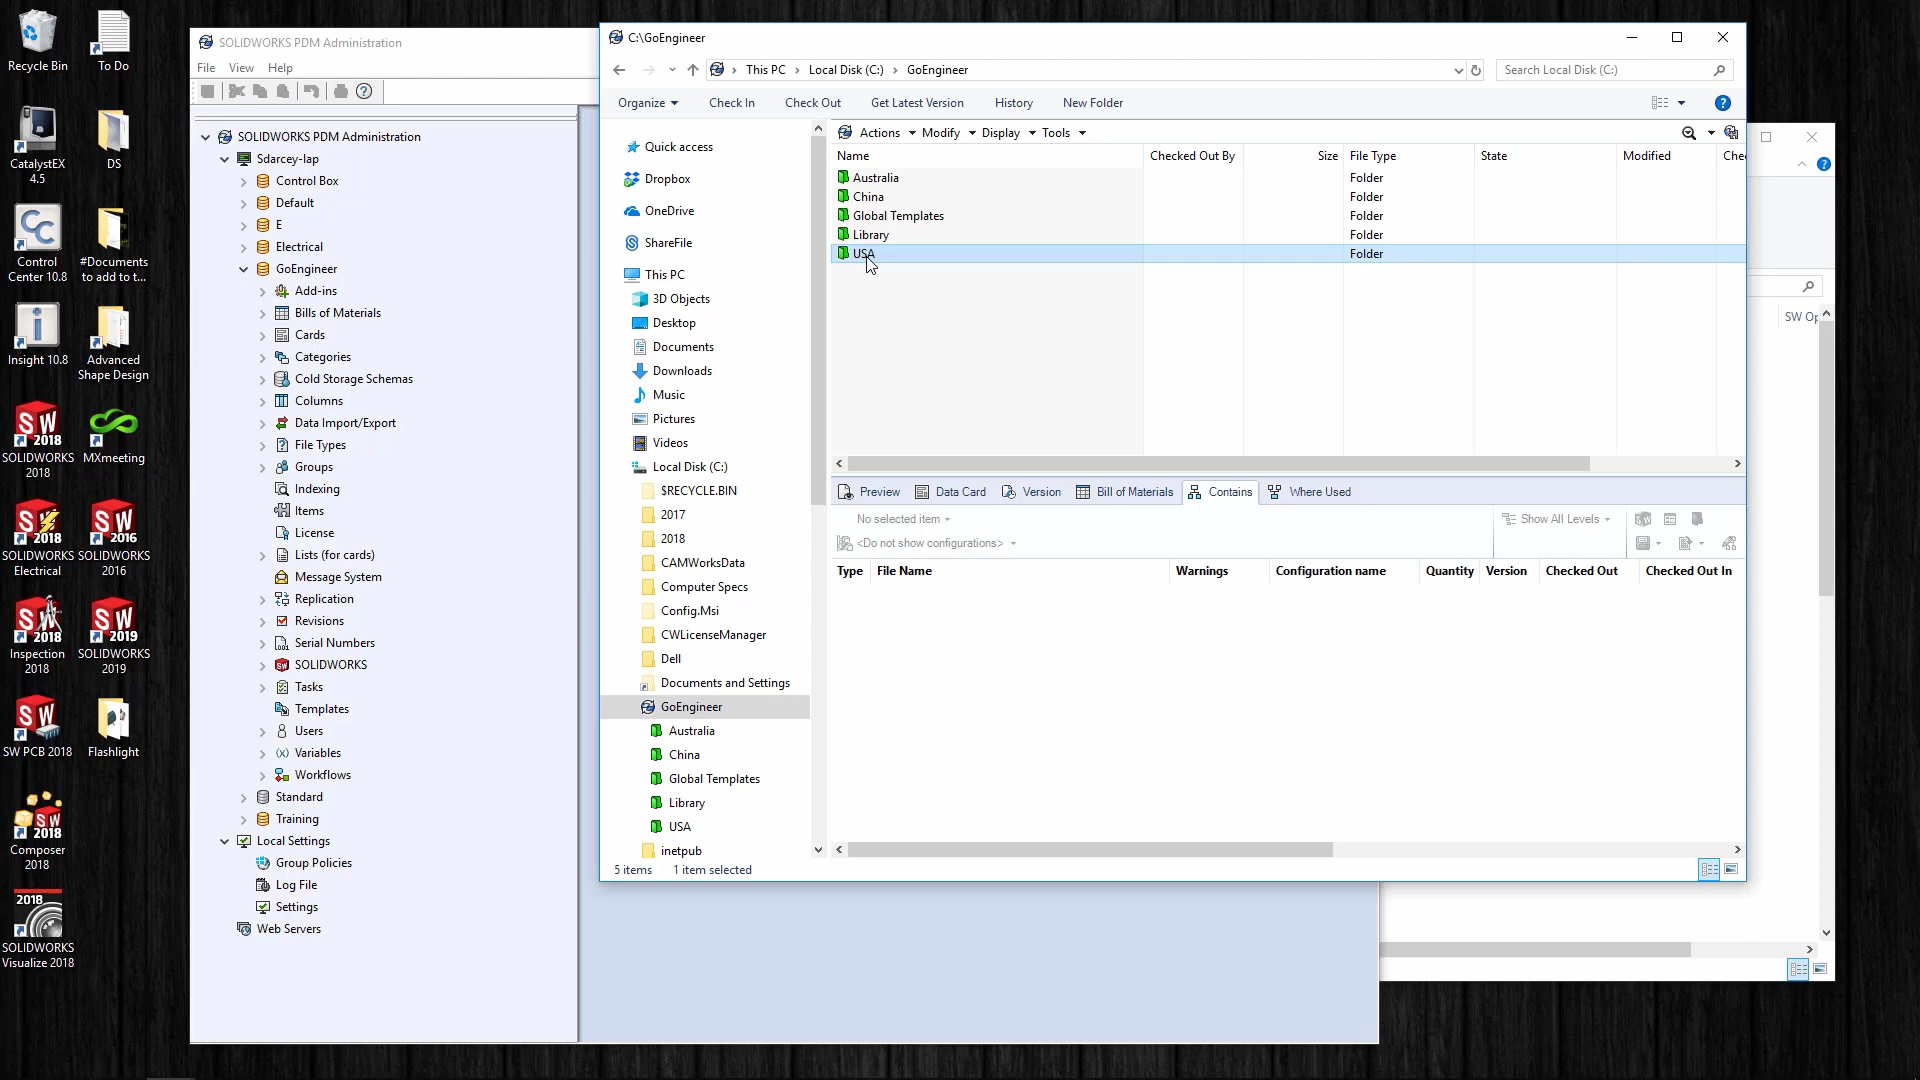 Recycle Bin
To Do
CatalystEX
4.5
DS
Control
Center 10.8
#Documents
to add to t...
Insight 10.8
Advanced
Shape Design
SOLIDWORKS
2018
MXmeeting
SOLIDWORKS
Electrical
SOLIDWORKS
2016
Inspection
2018
SOLIDWORKS
2019
SW PCB 2018
Flashlight
Composer
2018
SOLIDWORKS
Visualize 2018
SOLIDWORKS PDM Administration
File View Help
SOLIDWORKS PDM Administration
Sdarcey-lap
Control Box
Default
E
Electrical
GoEngineer
Add-ins
Bills of Materials
Cards
Categories
Cold Storage Schemas
Columns
Data Import/Export
File Types
Groups
Indexing
Items
License
Lists (for cards)
Message System
Replication
Revisions
Serial Numbers
SOLIDWORKS
Tasks
Templates
Users
Variables
Workflows
Standard
Training
Local Settings
Group Policies
Log File
Settings
Web Servers
C:\GoEngineer
This PC > Local Disk (C:) > GoEngineer
Search Local Disk (C:)
Organize Check In Check Out Get Latest Version History New Folder
Quick access
Dropbox
OneDrive
ShareFile
This PC
3D Objects
Desktop
Documents
Downloads
Music
Pictures
Videos
Local Disk (C:)
$RECYCLE.BIN
2017
2018
CAMWorksData
Computer Specs
Config.Msi
CWLicenseManager
Dell
Documents and Settings
GoEngineer
Australia
China
Global Templates
Library
USA
inetpub
Actions Modify Display Tools
Name Checked Out By Size File Type State Modified Chec
Australia Folder
China Folder
Global Templates Folder
Library Folder
USA Folder
Preview Data Card Version Bill of Materials Contains Where Used
No selected item Show All Levels
<Do not show configurations>
Type File Name Warnings Configuration name Quantity Version Checked Out Checked Out In
5 items 1 item selected
SW Op